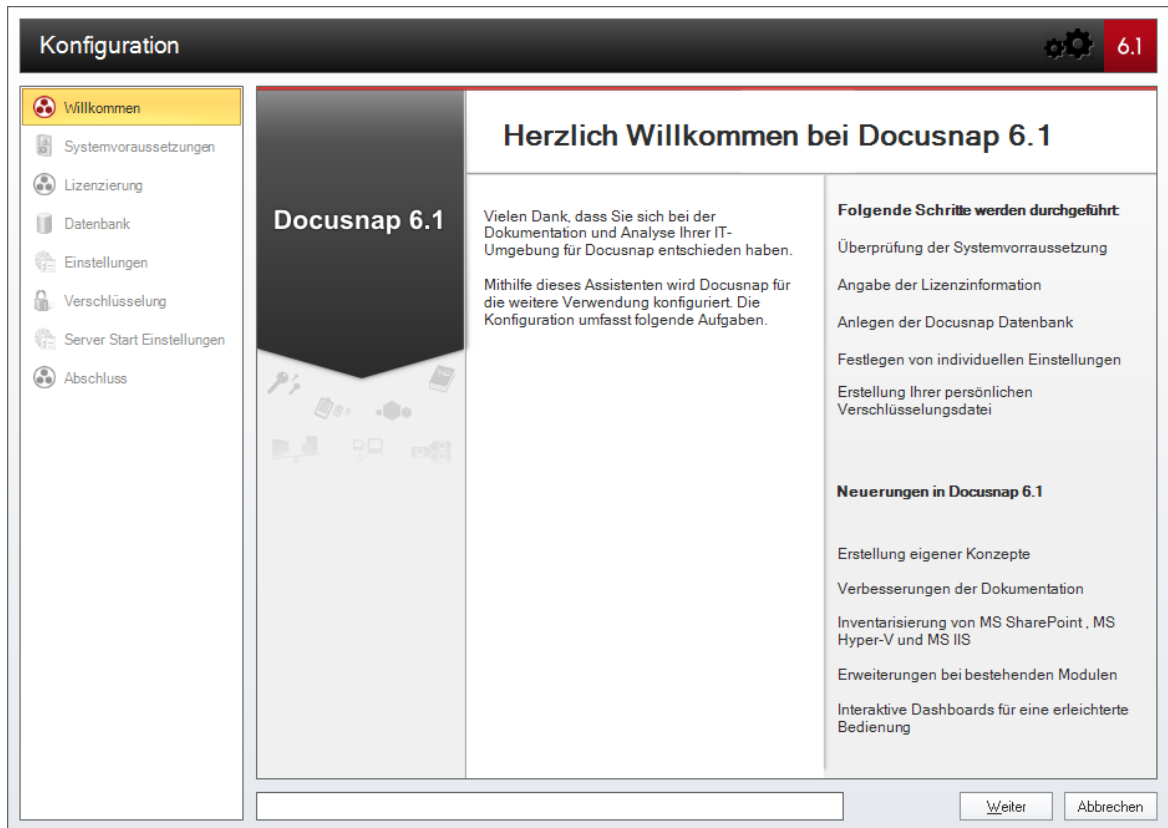 Konfiguration
6.1
Willkommen
Systemvoraussetzungen
Lizenzierung
Datenbank
Einstellungen
Verschlüsselung
Server Start Einstellungen
Abschluss
Docusnap 6.1
Herzlich Willkommen bei Docusnap 6.1
Vielen Dank, dass Sie sich bei der
Dokumentation und Analyse Ihrer IT-
Umgebung für Docusnap entschieden haben.
Mithilfe dieses Assistenten wird Docusnap für
die weitere Verwendung konfiguriert. Die
Konfiguration umfasst folgende Aufgaben.
Folgende Schritte werden durchgeführt:
Überprüfung der Systemvorraussetzung
Angabe der Lizenzinformation
Anlegen der Docusnap Datenbank
Festlegen von individuellen Einstellungen
Erstellung Ihrer persönlichen
Verschlüsselungsdatei
Neuerungen in Docusnap 6.1
Erstellung eigener Konzepte
Verbesserungen der Dokumentation
Inventarisierung von MS SharePoint , MS
Hyper-V und MS IIS
Erweiterungen bei bestehenden Modulen
Interaktive Dashboards für eine erleichterte
Bedienung
Weiter
Abbrechen